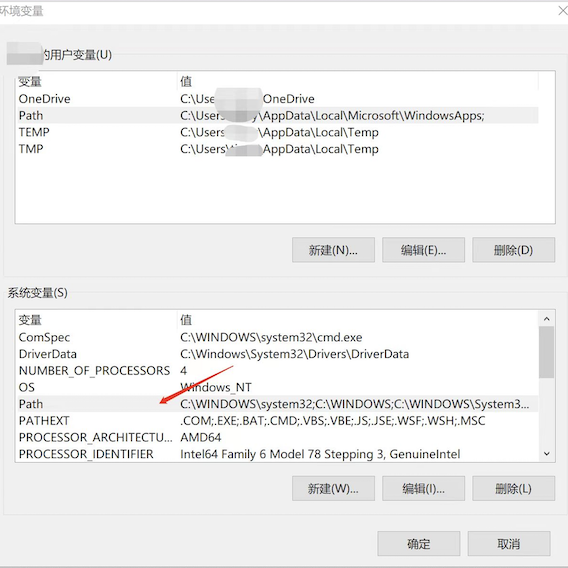 环境变量
的用户变量(U)
变量 值
OneDrive C:\Use OneDrive
Path C:\Users \AppData\Local\Microsoft\WindowsApps;
TEMP C:\Users \AppData\Local\Temp
TMP C:\Users \AppData\Local\Temp
新建(N)... 编辑(E)... 删除(D)
系统变量(S)
变量 值
ComSpec C:\WINDOWS\system32\cmd.exe
DriverData C:\Windows\System32\Drivers\DriverData
NUMBER_OF_PROCESSORS 4
OS Windows_NT
Path C:\WINDOWS\system32;C:\WINDOWS;C:\WINDOWS\System3...
PATHEXT .COM;.EXE;.BAT;.CMD;.VBS;.VBE;.JS;.JSE;.WSF;.WSH;.MSC
PROCESSOR_ARCHITECTU... AMD64
PROCESSOR_IDENTIFIER Intel64 Family 6 Model 78 Stepping 3, GenuineIntel
新建(W)... 编辑(I)... 删除(L)
确定 取消